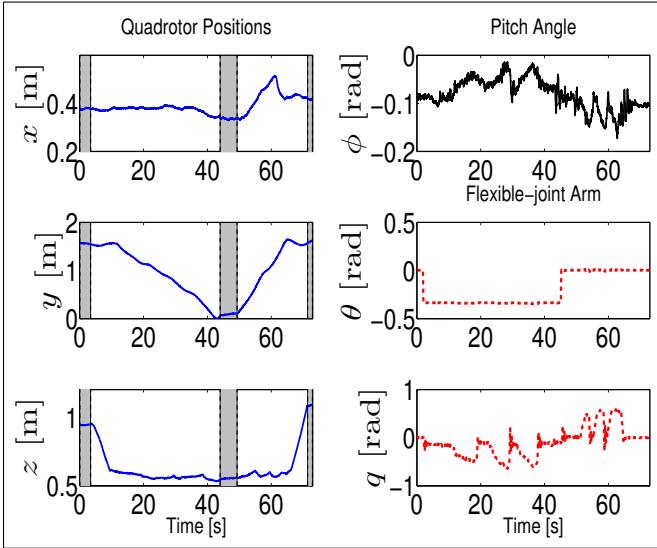 Quadrotor Positions
x [m]
0.4
0.2
0 20 40 60
y [m]
2
1
0
0 20 40 60
z [m]
1
0.5
0 20 40 60
Time [s]
Pitch Angle
ϕ [rad]
0
−0.1
−0.2
0 20 40 60
Flexible−joint Arm
θ [rad]
0.5
0
−0.5
0 20 40 60
q [rad]
1
0
−1
0 20 40 60
Time [s]